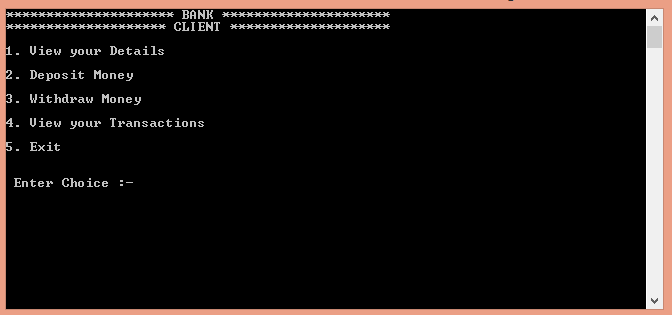 ********************* BANK *********************
******************** CLIENT ********************
1. View your Details
2. Deposit Money
3. Withdraw Money
4. View your Transactions
5. Exit
Enter Choice :-